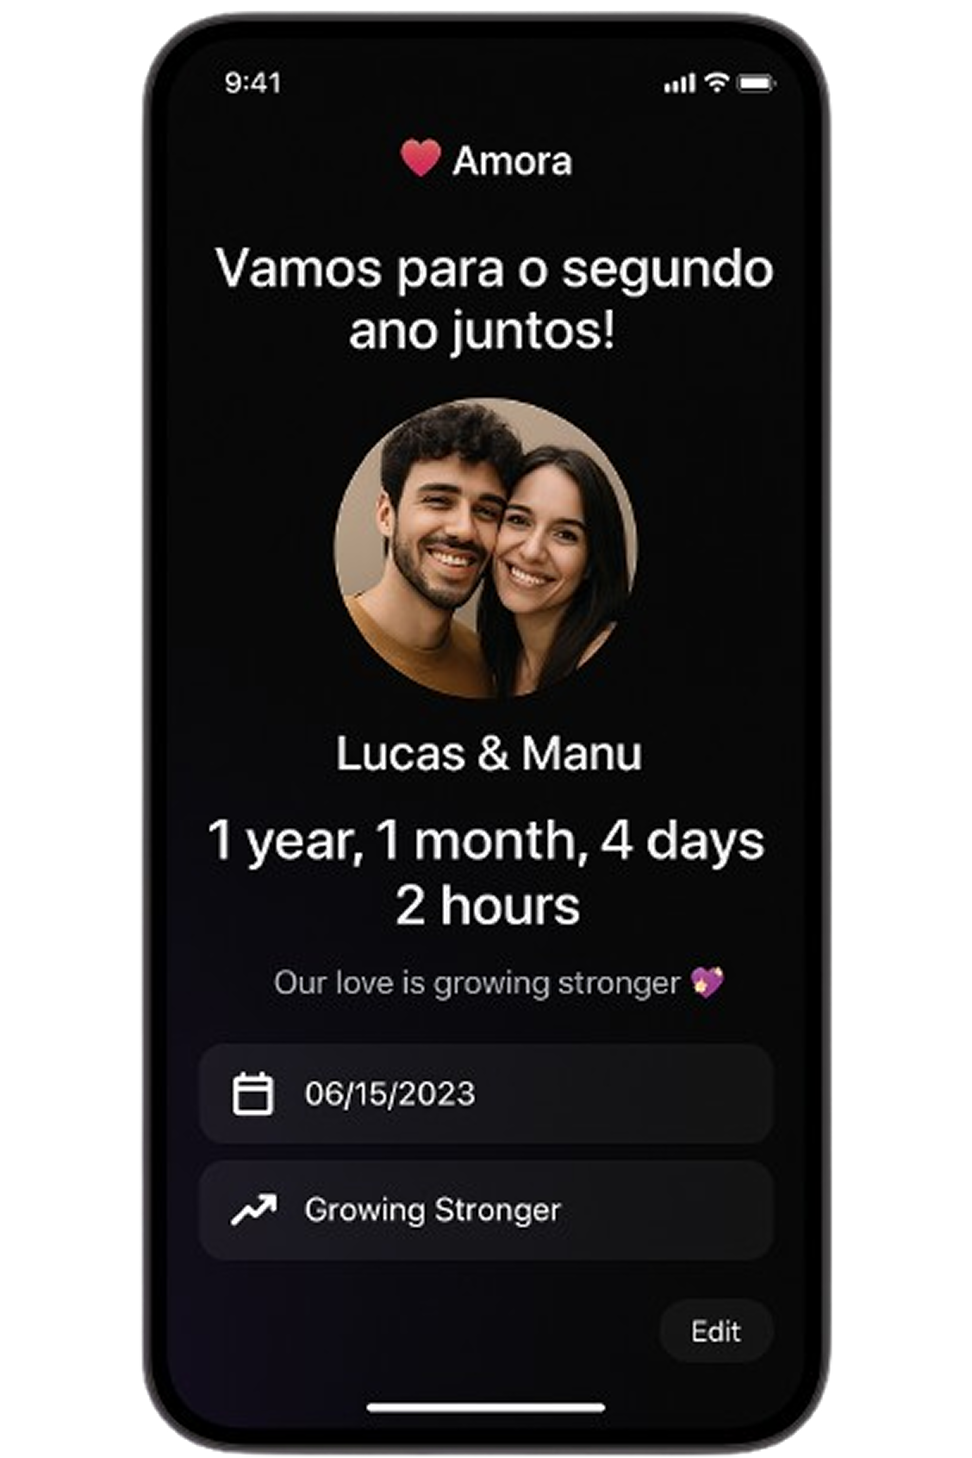 9:41
Amora
Vamos para o segundo
ano juntos!
Lucas & Manu
1 year, 1 month, 4 days
2 hours
Our love is growing stronger 💖
06/15/2023
Growing Stronger
Edit